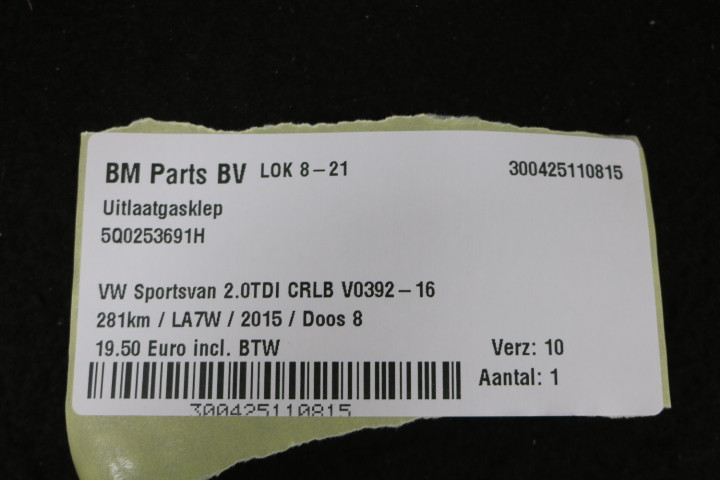 BM Parts BV LOK 8-21 300425110815
Uitlaatgasklep
5Q0253691H
VW Sportsvan 2.0TDI CRLB V0392-16
281km / LA7W / 2015 / Doos 8
19.50 Euro incl. BTW Verz: 10
Aantal: 1
300425110815